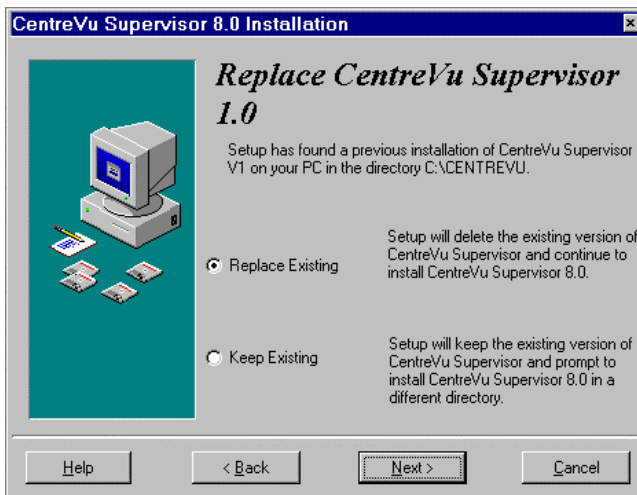 CentreVu Supervisor 8.0 Installation
Replace CentreVu Supervisor
1.0
Setup has found a previous installation of CentreVu Supervisor
V1 on your PC in the directory C:\CENTREVU.
Replace Existing
Setup will delete the existing version of
CentreVu Supervisor and continue to
install CentreVu Supervisor 8.0.
Keep Existing
Setup will keep the existing version of
CentreVu Supervisor and prompt to
install CentreVu Supervisor 8.0 in a
different directory.
Help
< Back
Next >
Cancel